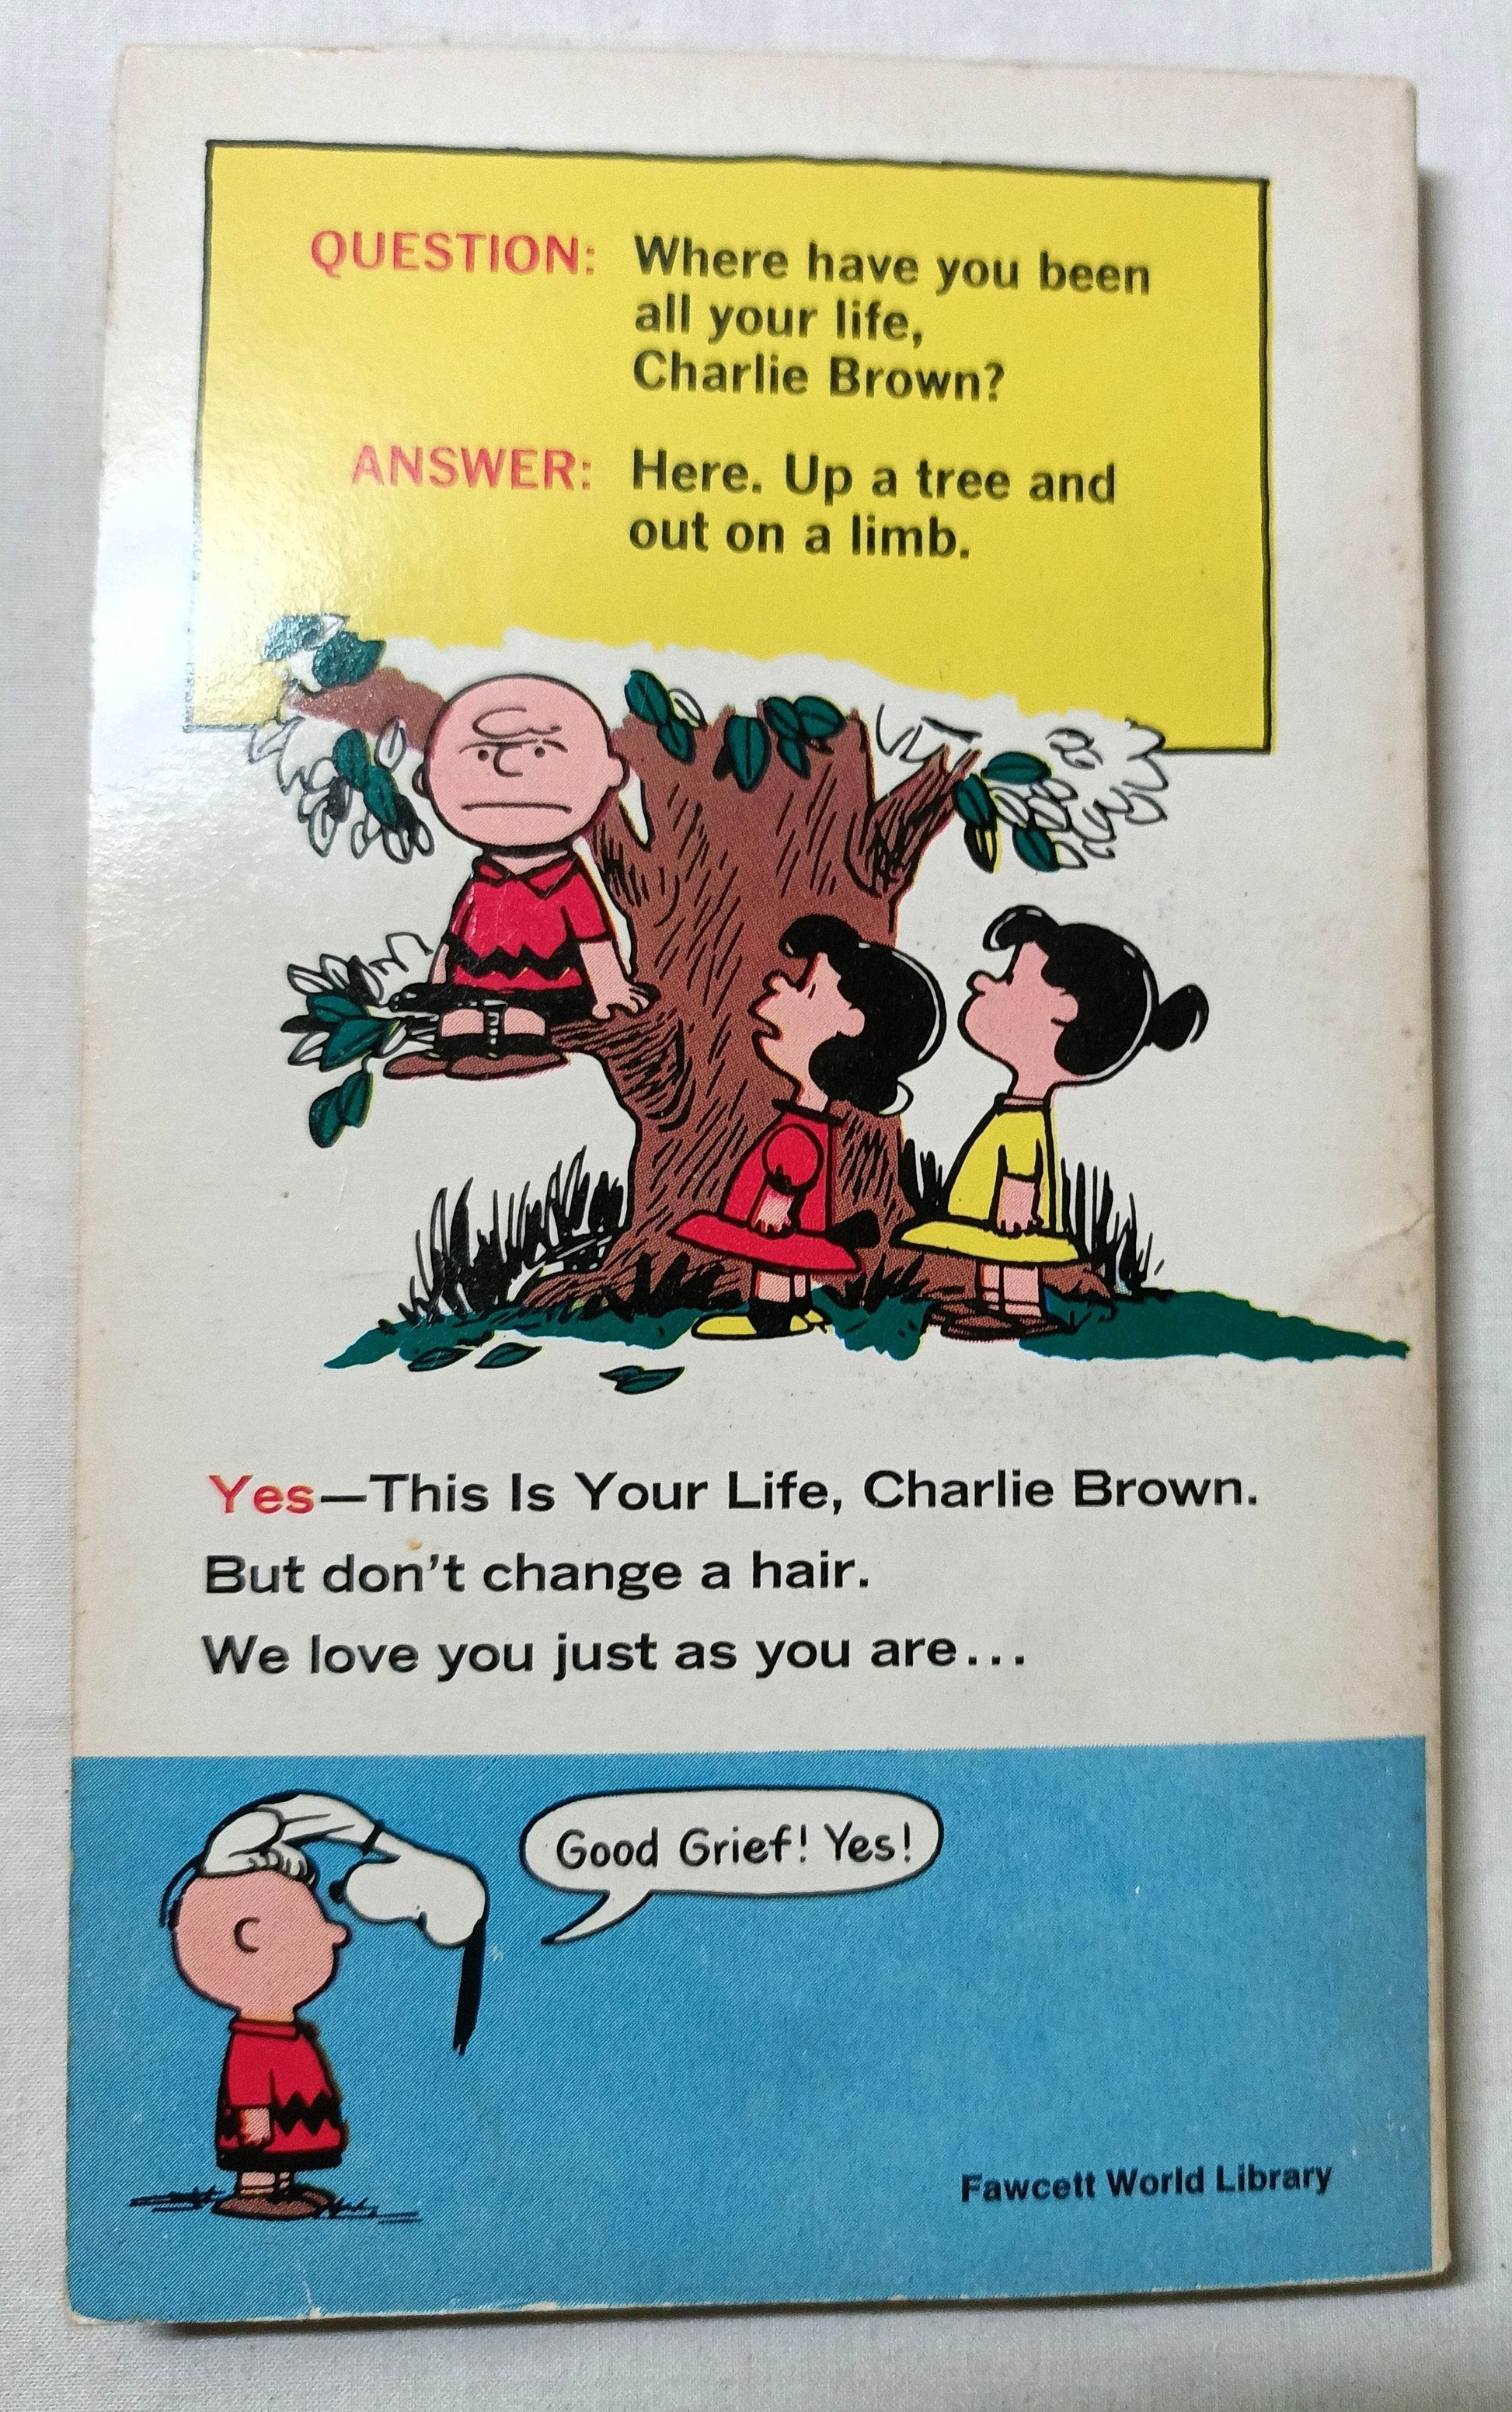 QUESTION: Where have you been
all your life,
Charlie Brown?
ANSWER: Here. Up a tree and
out on a limb.
Yes—This Is Your Life, Charlie Brown.
But don't change a hair.
We love you just as you are...
Good Grief! Yes!
Fawcett World Library